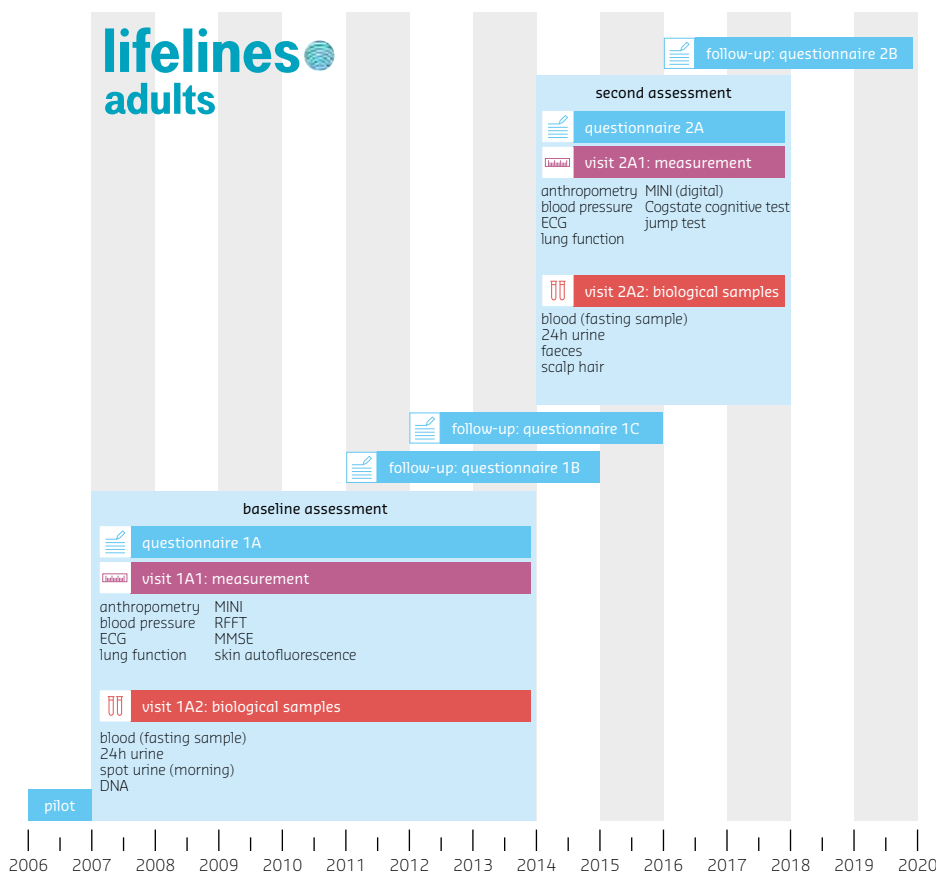 lifelines
adults
follow-up: questionnaire 2B
second assessment
questionnaire 2A
visit 2A1: measurement
anthropometry MINI (digital)
blood pressure Cogstate cognitive test
ECG jump test
lung function
visit 2A2: biological samples
blood (fasting sample)
24h urine
faeces
scalp hair
follow-up: questionnaire 1C
follow-up: questionnaire 1B
baseline assessment
questionnaire 1A
visit 1A1: measurement
anthropometry MINI
blood pressure RFFT
ECG MMSE
lung function skin autofluorescence
visit 1A2: biological samples
blood (fasting sample)
24h urine
spot urine (morning)
DNA
pilot
2006 2007 2008 2009 2010 2011 2012 2013 2014 2015 2016 2017 2018 2019 2020